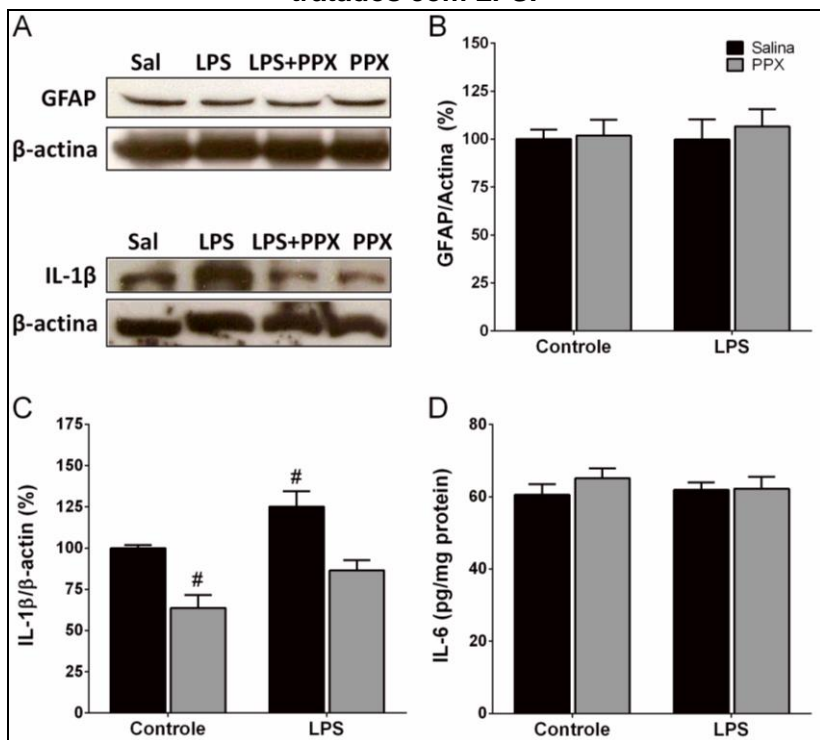 tratados com LPS.
A
Sal LPS LPS+PPX PPX
GFAP
β-actina
Sal LPS LPS+PPX PPX
IL-1β
β-actina
B
Salina
PPX
GFAP/Actina (%)
150
125
100
75
50
25
0
Controle LPS
C
IL-1β/β-actin (%)
175
150
125
100
75
50
25
0
#
#
Controle LPS
D
IL-6 (pg/mg protein)
80
60
40
20
0
Controle LPS